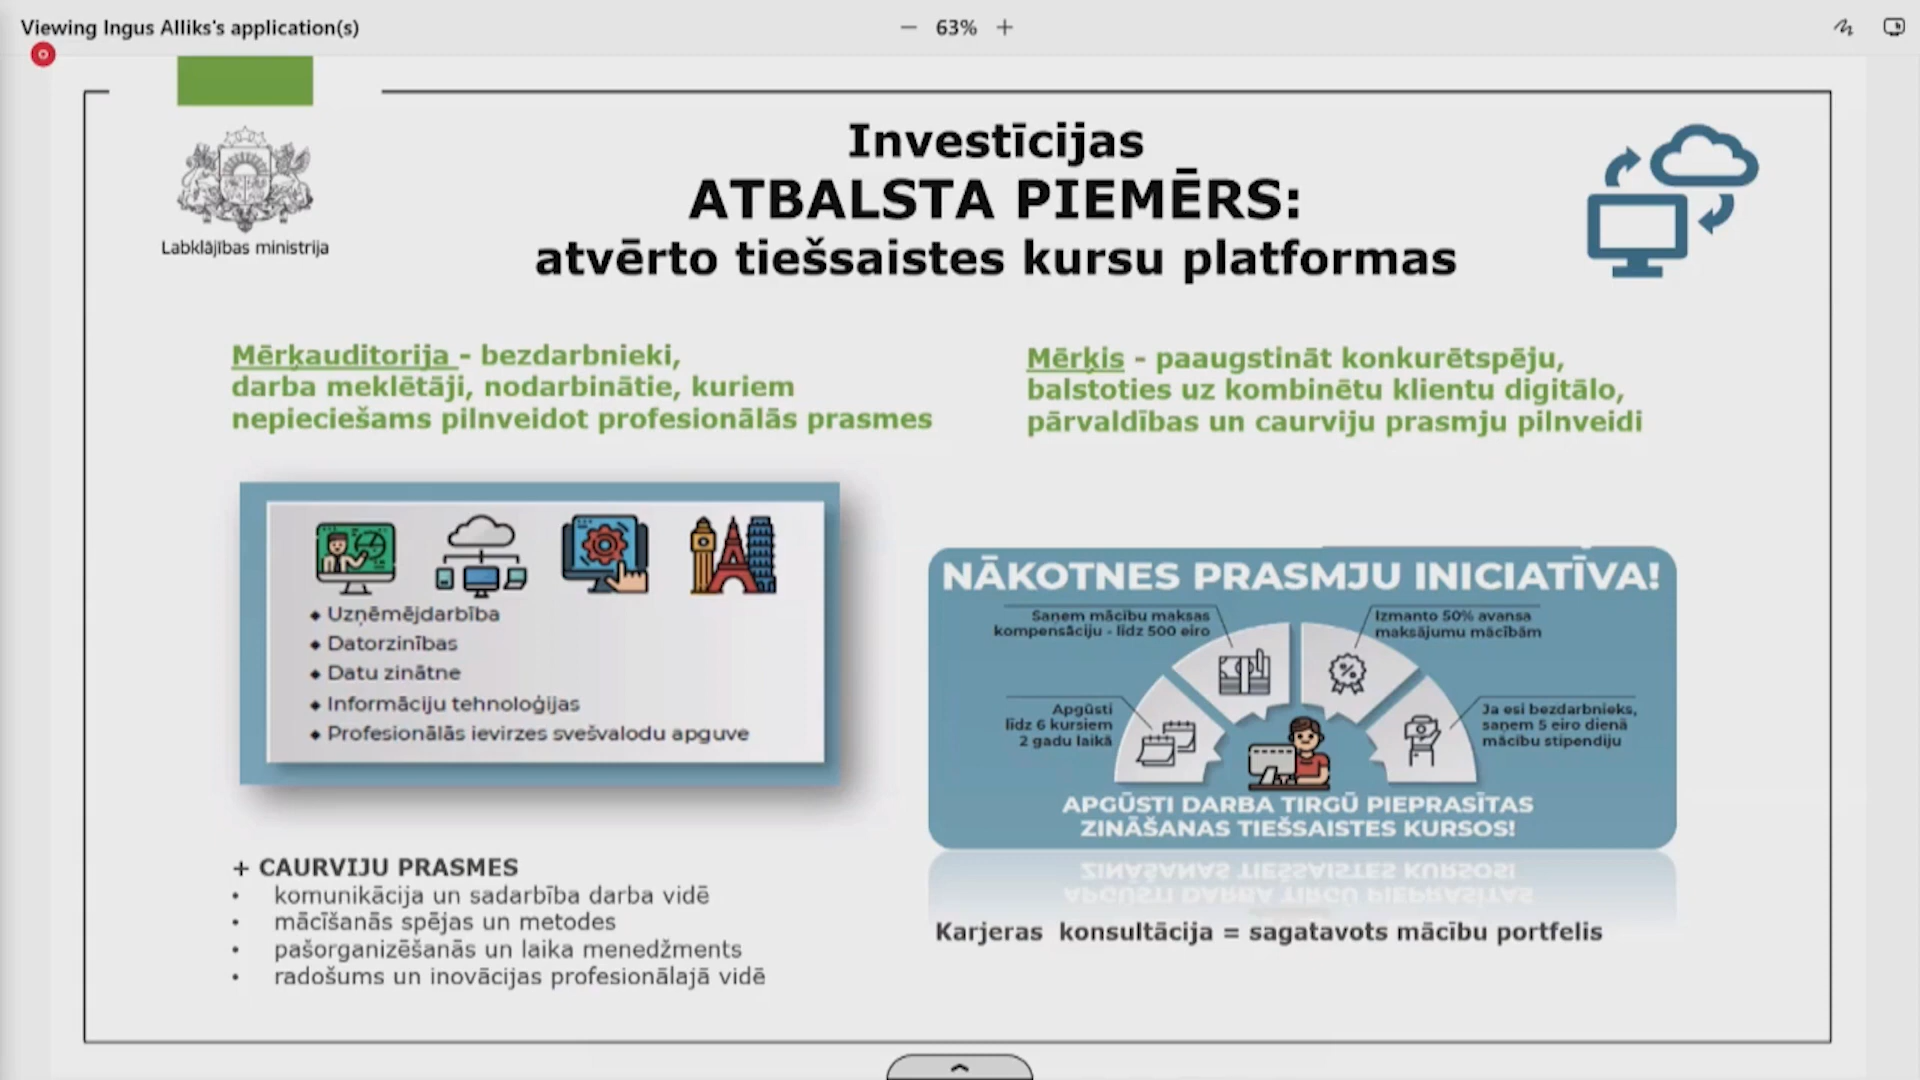 Viewing Ingus Alliks's application(s)
63%
Labklājības ministrija
Investīcijas
ATBALSTA PIEMĒRS:
atvērto tiešsaistes kursu platformas
Mērķauditorija - bezdarbnieki,
darba meklētāji, nodarbinātie, kuriem
nepieciešams pilnveidot profesionālās prasmes
Mērķis - paaugstināt konkurētspēju,
balstoties uz kombinētu klientu digitālo,
pārvaldības un caurviju prasmju pilnveidi
Uzņēmējdarbība
Datorzinības
Datu zinātne
Informāciju tehnoloģijas
Profesionālās ievirzes svešvalodu apguve
+ CAURVIJU PRASMES
• komunikācija un sadarbība darba vidē
• mācīšanās spējas un metodes
• pašorganizēšanās un laika menedžments
• radošums un inovācijas profesionālajā vidē
NĀKOTNES PRASMJU INICIATĪVA!
Saņem mācību maksas
kompensāciju - līdz 500 eiro
Izmanto 50% avansa
maksājumu mācībām
Apgūsti
līdz 6 kursiem
2 gadu laikā
Ja esi bezdarbnieks,
saņem 5 eiro dienā
mācību stipendiju
APGŪSTI DARBA TIRGŪ PIEPRASĪTAS
ZINĀŠANAS TIEŠSAISTES KURSOS!
Karjeras konsultācija = sagatavots mācību portfelis